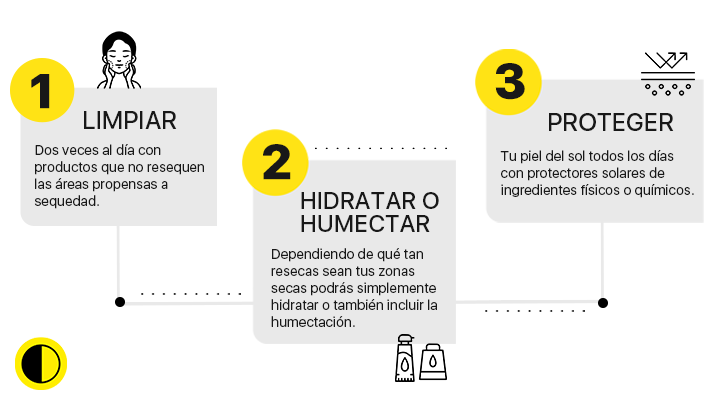 1
LIMPIAR
Dos veces al día con
productos que no resequen
las áreas propensas a
sequedad.
2
HIDRATAR O
HUMECTAR
Dependiendo de qué tan
resecas sean tus zonas
secas podrás simplemente
hidratar o también incluir la
humectación.
3
PROTEGER
Tu piel del sol todos los días
con protectores solares de
ingredientes físicos o químicos.